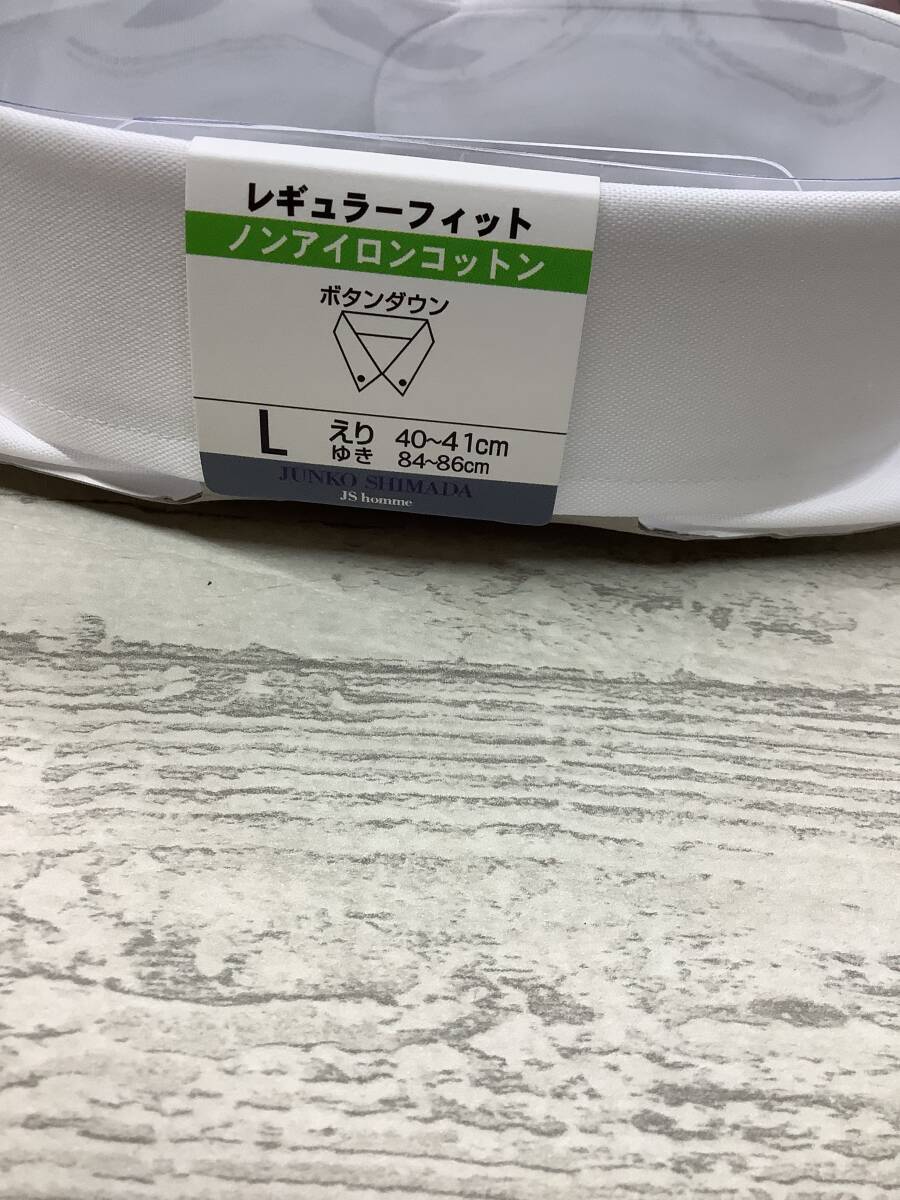 レギュラーフィット
ノンアイロンコットン
ボタンダウン
L えり 40~41cm
ゆき 84~86cm
JUNKO SHIMADA
JS homme